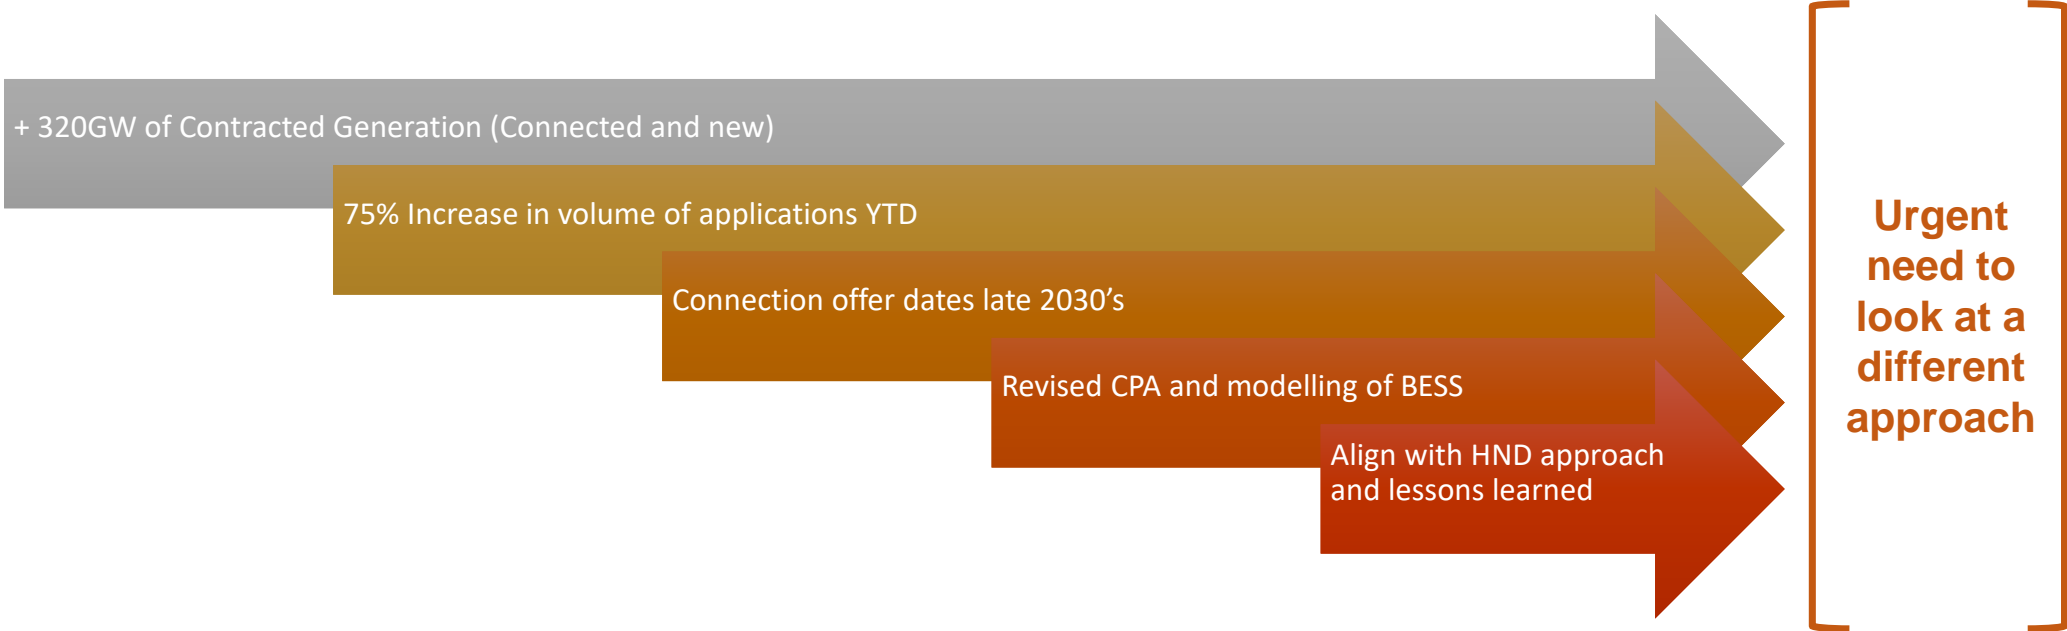 + 320GW of Contracted Generation (Connected and new)
75% Increase in volume of applications YTD
Connection offer dates late 2030’s
Revised CPA and modelling of BESS
Align with HND approach
and lessons learned
Urgent
need to
look at a
different
approach